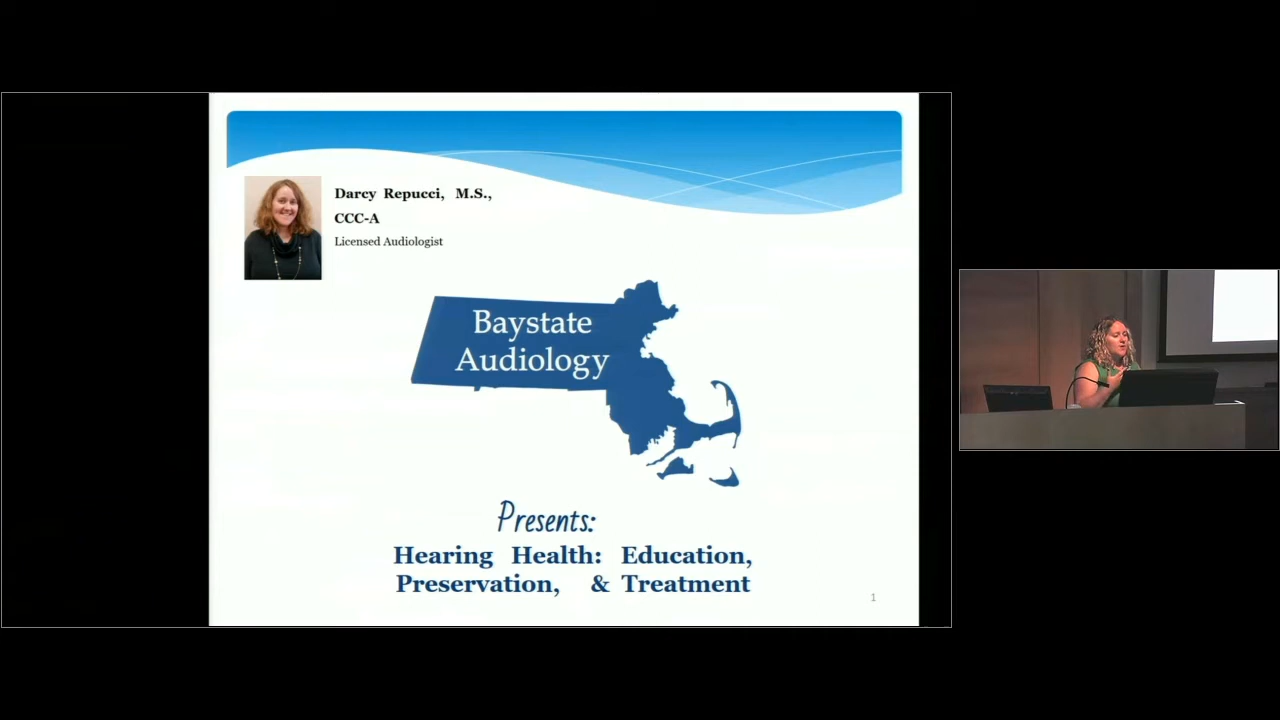 Darcy Repucci, M.S.,
CCC-A
Licensed Audiologist
Baystate
Audiology
Presents:
Hearing Health: Education,
Preservation, & Treatment
1